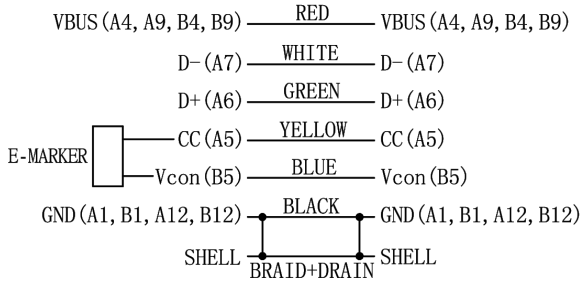 VBUS(A4, A9, B4, B9) RED VBUS(A4, A9, B4, B9)
D-(A7) WHITE D-(A7)
D+(A6) GREEN D+(A6)
CC(A5) YELLOW CC(A5)
E-MARKER
Vcon(B5) BLUE Vcon(B5)
GND(A1, B1, A12, B12) BLACK GND(A1, B1, A12, B12)
SHELL BRAID+DRAIN SHELL